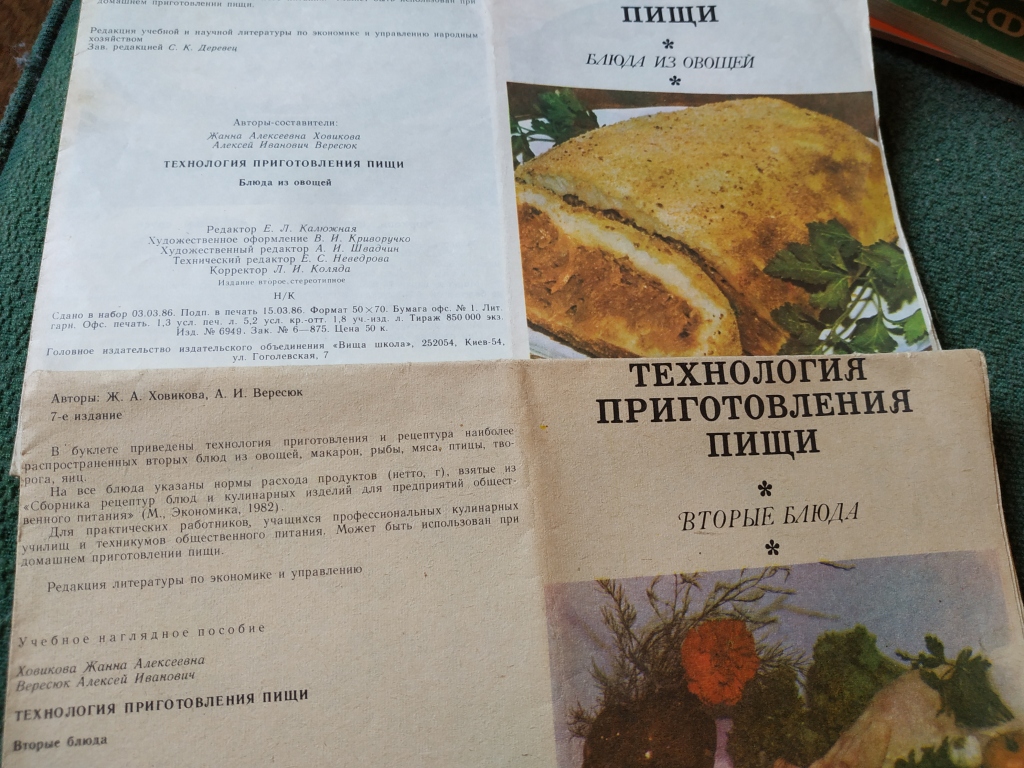 домашнем приготовлении пищи.
Редакция учебной и научной литературы по экономике и управлению народным
хозяйством
Зав. редакцией С. К. Деревец
Авторы-составители:
Жанна Алексеевна Ховикова
Алексей Иванович Вересюк
ТЕХНОЛОГИЯ ПРИГОТОВЛЕНИЯ ПИЩИ
Блюда из овощей
Редактор Е. Л. Калюжная
Художественное оформление В. И. Криворучко
Художественный редактор А. И. Швадчин
Технический редактор Е. С. Неведрова
Корректор Л. И. Коляда
Издание второе, стереотипное
Н/К
Сдано в набор 03.03.86. Подп. в печать 15.03.86. Формат 50×70. Бумага офс. № 1. Лит.
гарн. Офс. печать. 1,3 усл. печ. л. 5,2 усл. кр.-отт. 1,8 уч.-изд. л. Тираж 850 000 экз.
Изд. № 6949. Зак. № 6—875. Цена 50 к.
Головное издательство издательского объединения «Вища школа», 252054, Киев-54,
ул. Гоголевская, 7
ПИЩИ
*
БЛЮДА ИЗ ОВОЩЕЙ
*
РЕФ
Авторы: Ж. А. Ховикова, А. И. Вересюк
7-е издание
В буклете приведены технология приготовления и рецептура наиболее
распространенных вторых блюд из овощей, макарон, рыбы, мяса, птицы, тво-
рога, яиц.
На все блюда указаны нормы расхода продуктов (нетто, г), взятые из
«Сборника рецептур блюд и кулинарных изделий для предприятий общест-
венного питания» (М., Экономика, 1982).
Для практических работников, учащихся профессиональных кулинарных
училищ и техникумов общественного питания. Может быть использован при
домашнем приготовлении пищи.
Редакция литературы по экономике и управлению
Учебное наглядное пособие
Ховикова Жанна Алексеевна
Вересюк Алексей Иванович
ТЕХНОЛОГИЯ ПРИГОТОВЛЕНИЯ ПИЩИ
Вторые блюда
ТЕХНОЛОГИЯ
ПРИГОТОВЛЕНИЯ
ПИЩИ
*
ВТОРЫЕ БЛЮДА
*